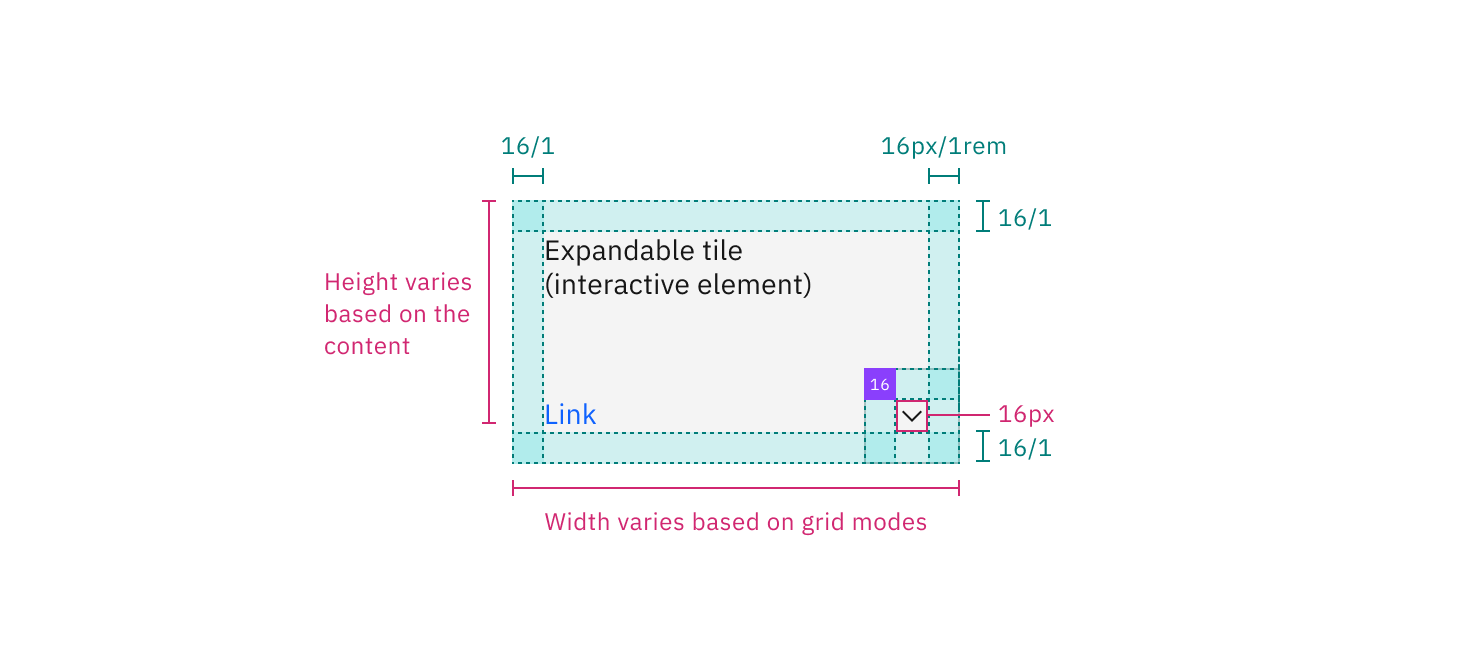 16/1
16px/1rem
16/1
Expandable tile
(interactive element)
Height varies
based on the
content
16
Link
16px
16/1
Width varies based on grid modes